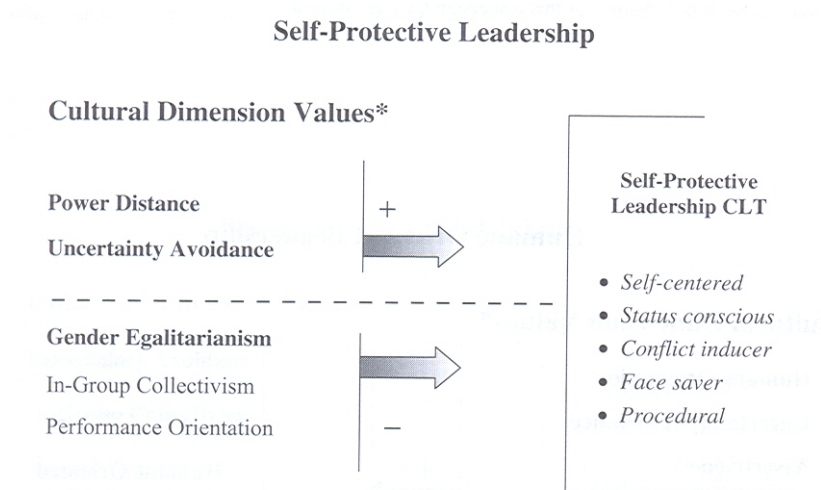 Self-Protective Leadership
Cultural Dimension Values*
Power Distance
Uncertainty Avoidance
+
Gender Egalitarianism
In-Group Collectivism
Performance Orientation
–
Self-Protective
Leadership CLT
• Self-centered
• Status conscious
• Conflict inducer
• Face saver
• Procedural